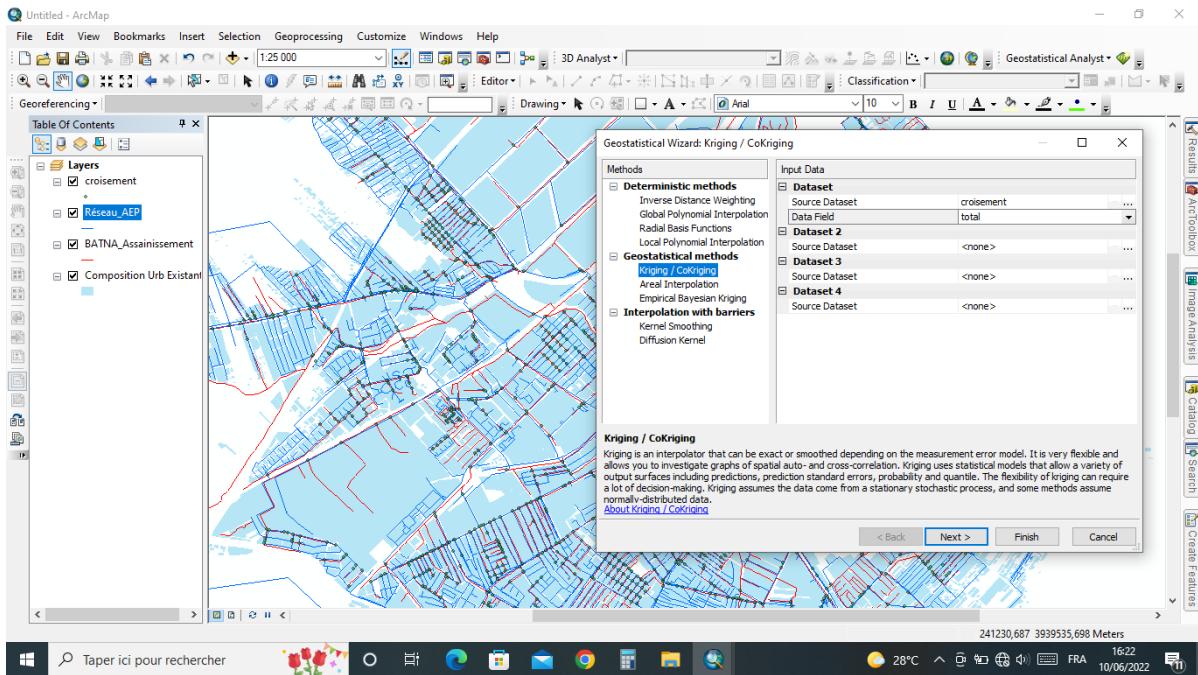 Untitled - ArcMap
File Edit View Bookmarks Insert Selection Geoprocessing Customize Windows Help
1:25 000
3D Analyst
Geostatistical Analyst
Editor
Classification
Georeferencing
Drawing
Arial
10
B I U A
Table Of Contents
Layers
croisement
Réseau_AEP
BATNA_Assainissement
Composition Urb Existant
Geostatistical Wizard: Kriging / CoKriging
Methods
Deterministic methods
Inverse Distance Weighting
Global Polynomial Interpolation
Radial Basis Functions
Local Polynomial Interpolation
Geostatistical methods
Kriging / CoKriging
Areal Interpolation
Empirical Bayesian Kriging
Interpolation with barriers
Kernel Smoothing
Diffusion Kernel
Input Data
Dataset
Source Dataset croisement ...
Data Field total
Dataset 2
Source Dataset <none> ...
Dataset 3
Source Dataset <none> ...
Dataset 4
Source Dataset <none> ...
Kriging / CoKriging
Kriging is an interpolator that can be exact or smoothed depending on the measurement error model. It is very flexible and
allows you to investigate graphs of spatial auto- and cross-correlation. Kriging uses statistical models that allow a variety of
output surfaces including predictions, prediction standard errors, probability and quantile. The flexibility of kriging can require
a lot of decision-making. Kriging assumes the data come from a stationary stochastic process, and some methods assume
normally-distributed data.
About Kriging / CoKriging
< Back
Next >
Finish
Cancel
Results
ArcToolbox
Image Analysis
Catalog
Search
Create Features
241230,687 3939535,698 Meters
Taper ici pour rechercher
28°C
FRA
16:22
10/06/2022
11